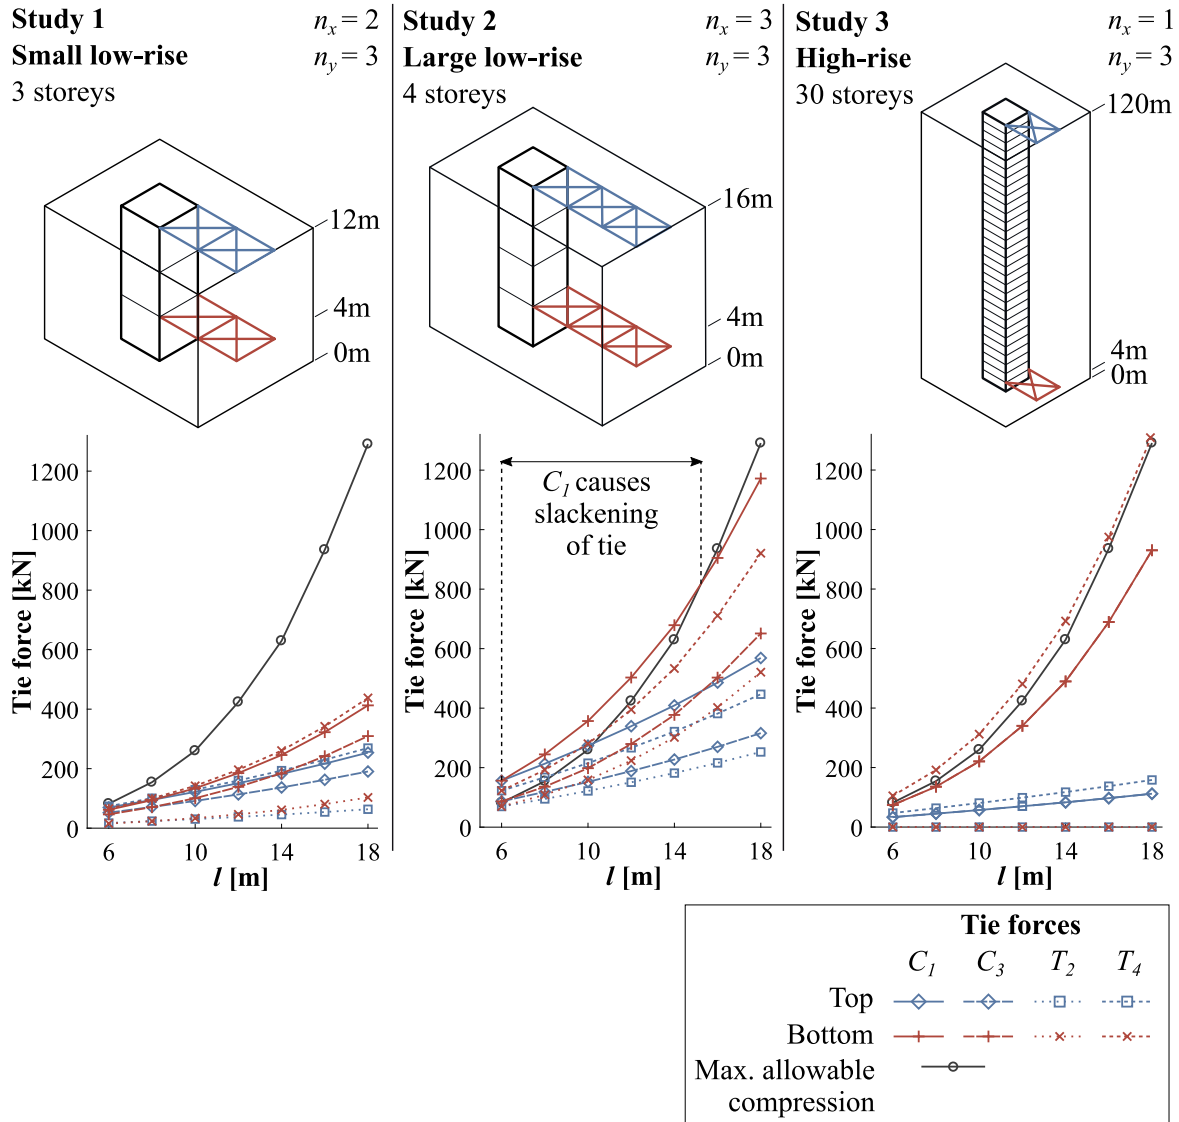 Study 1 n_x = 2
Small low-rise n_y = 3
3 storeys
12m
4m
0m
Study 2 n_x = 3
Large low-rise n_y = 3
4 storeys
16m
4m
0m
Study 3 n_x = 1
High-rise n_y = 3
30 storeys
120m
4m
0m
Tie force [kN]
1200
1000
800
600
400
200
0
6 10 14 18
l [m]
Tie force [kN]
1200
1000
800
600
400
200
0
C_1 causes
slackening
of tie
6 10 14 18
l [m]
Tie force [kN]
1200
1000
800
600
400
200
0
6 10 14 18
l [m]
Tie forces
C_1 C_3 T_2 T_4
Top
Bottom
Max. allowable
compression